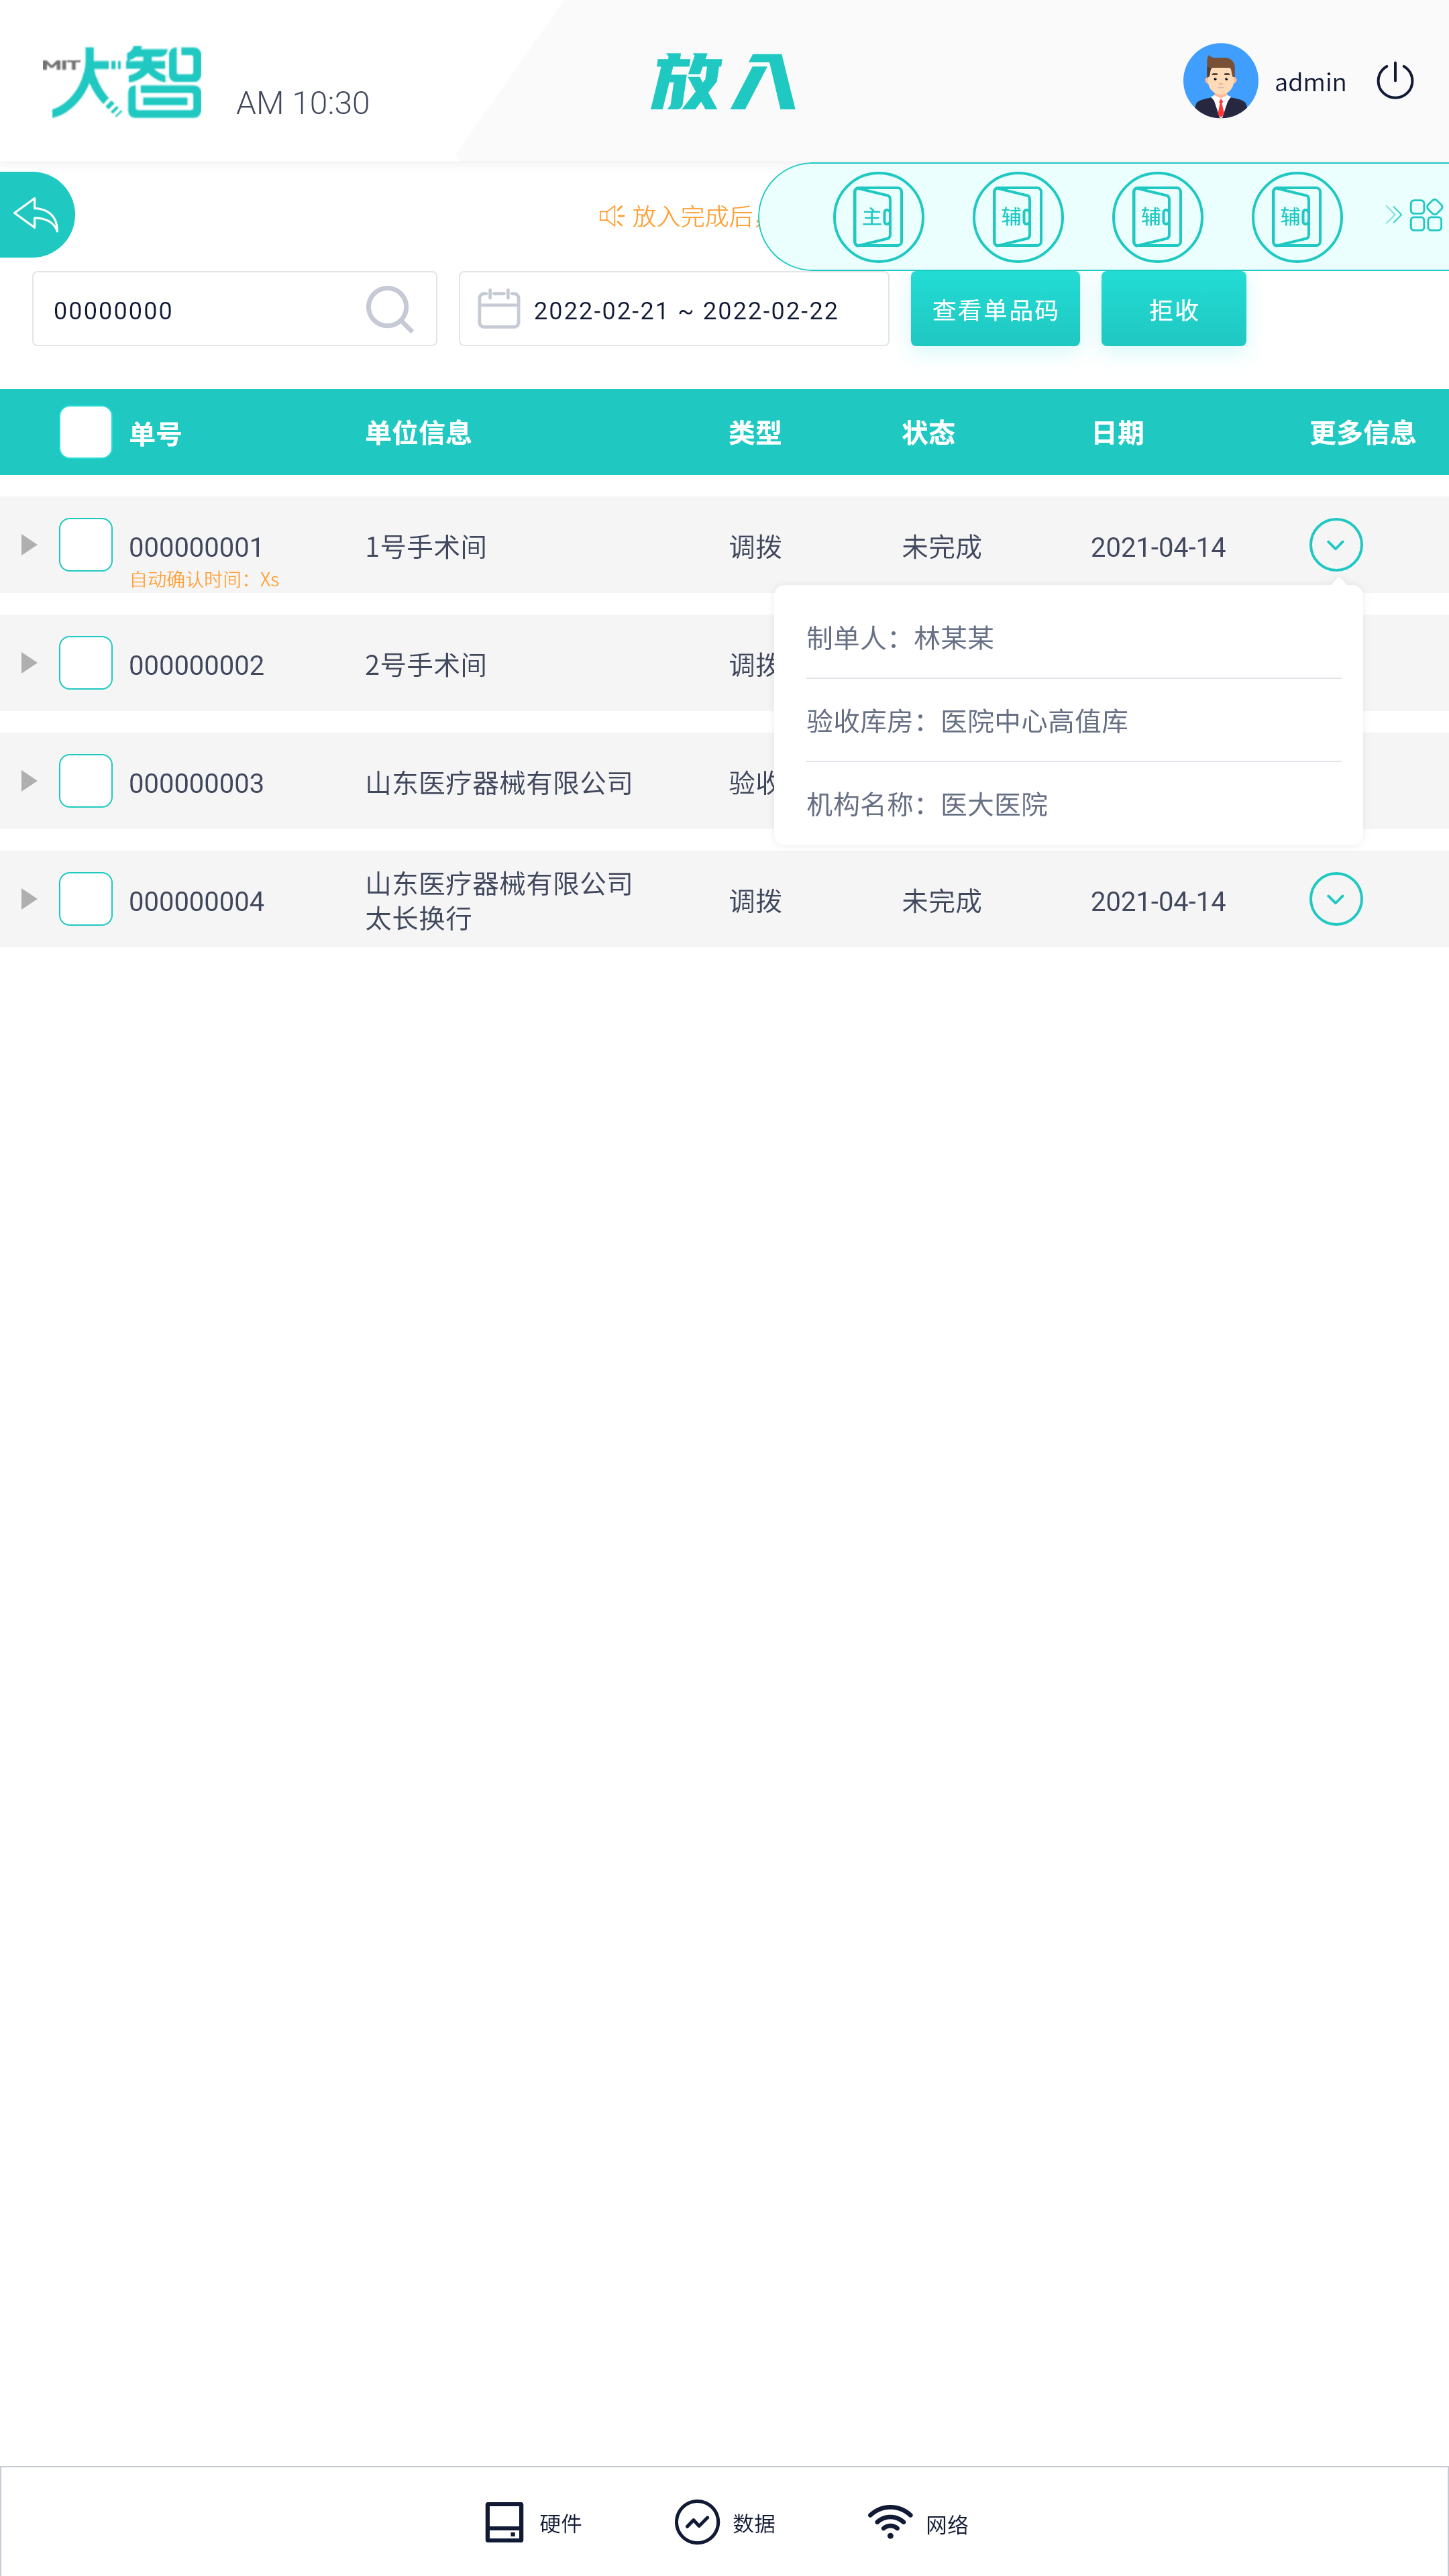 MIT大智
AM 10:30
放入
admin
放入完成后
主
辅
辅
辅
00000000
2022-02-21 ~ 2022-02-22
查看单品码
拒收
单号
单位信息
类型
状态
日期
更多信息
000000001
1号手术间
调拨
未完成
2021-04-14
自动确认时间：Xs
制单人：林某某
000000002
2号手术间
调拨
验收库房：医院中心高值库
000000003
山东医疗器械有限公司
验收
机构名称：医大医院
000000004
山东医疗器械有限公司
太长换行
调拨
未完成
2021-04-14
硬件
数据
网络